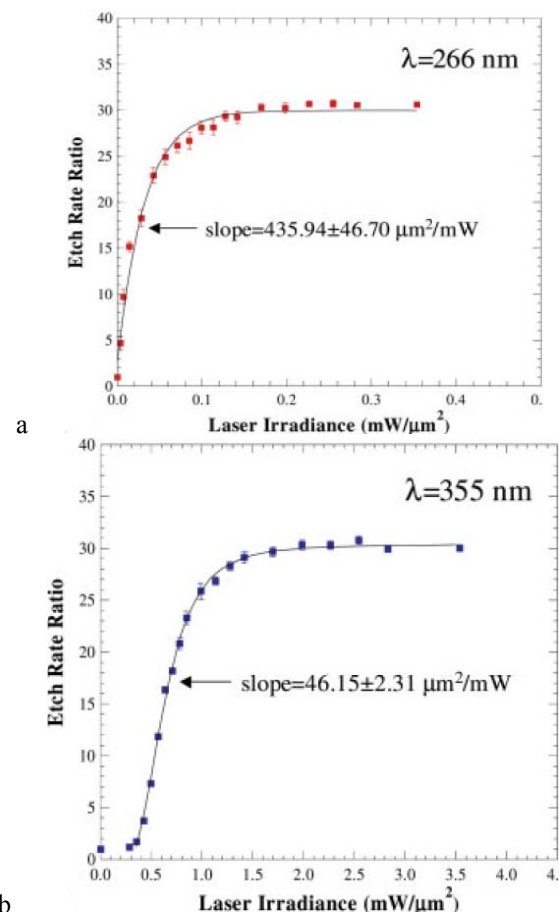 40
λ=266 nm
35
30
25
Etch Rate Ratio
20
slope=435.94±46.70 μm²/mW
15
10
5
0
0.0 0.1 0.2 0.3 0.4 0.
a
Laser Irradiance (mW/μm²)
40
λ=355 nm
35
30
25
Etch Rate Ratio
20
slope=46.15±2.31 μm²/mW
15
10
5
0
0.0 0.5 1.0 1.5 2.0 2.5 3.0 3.5 4.0 4.
b
Laser Irradiance (mW/μm²)